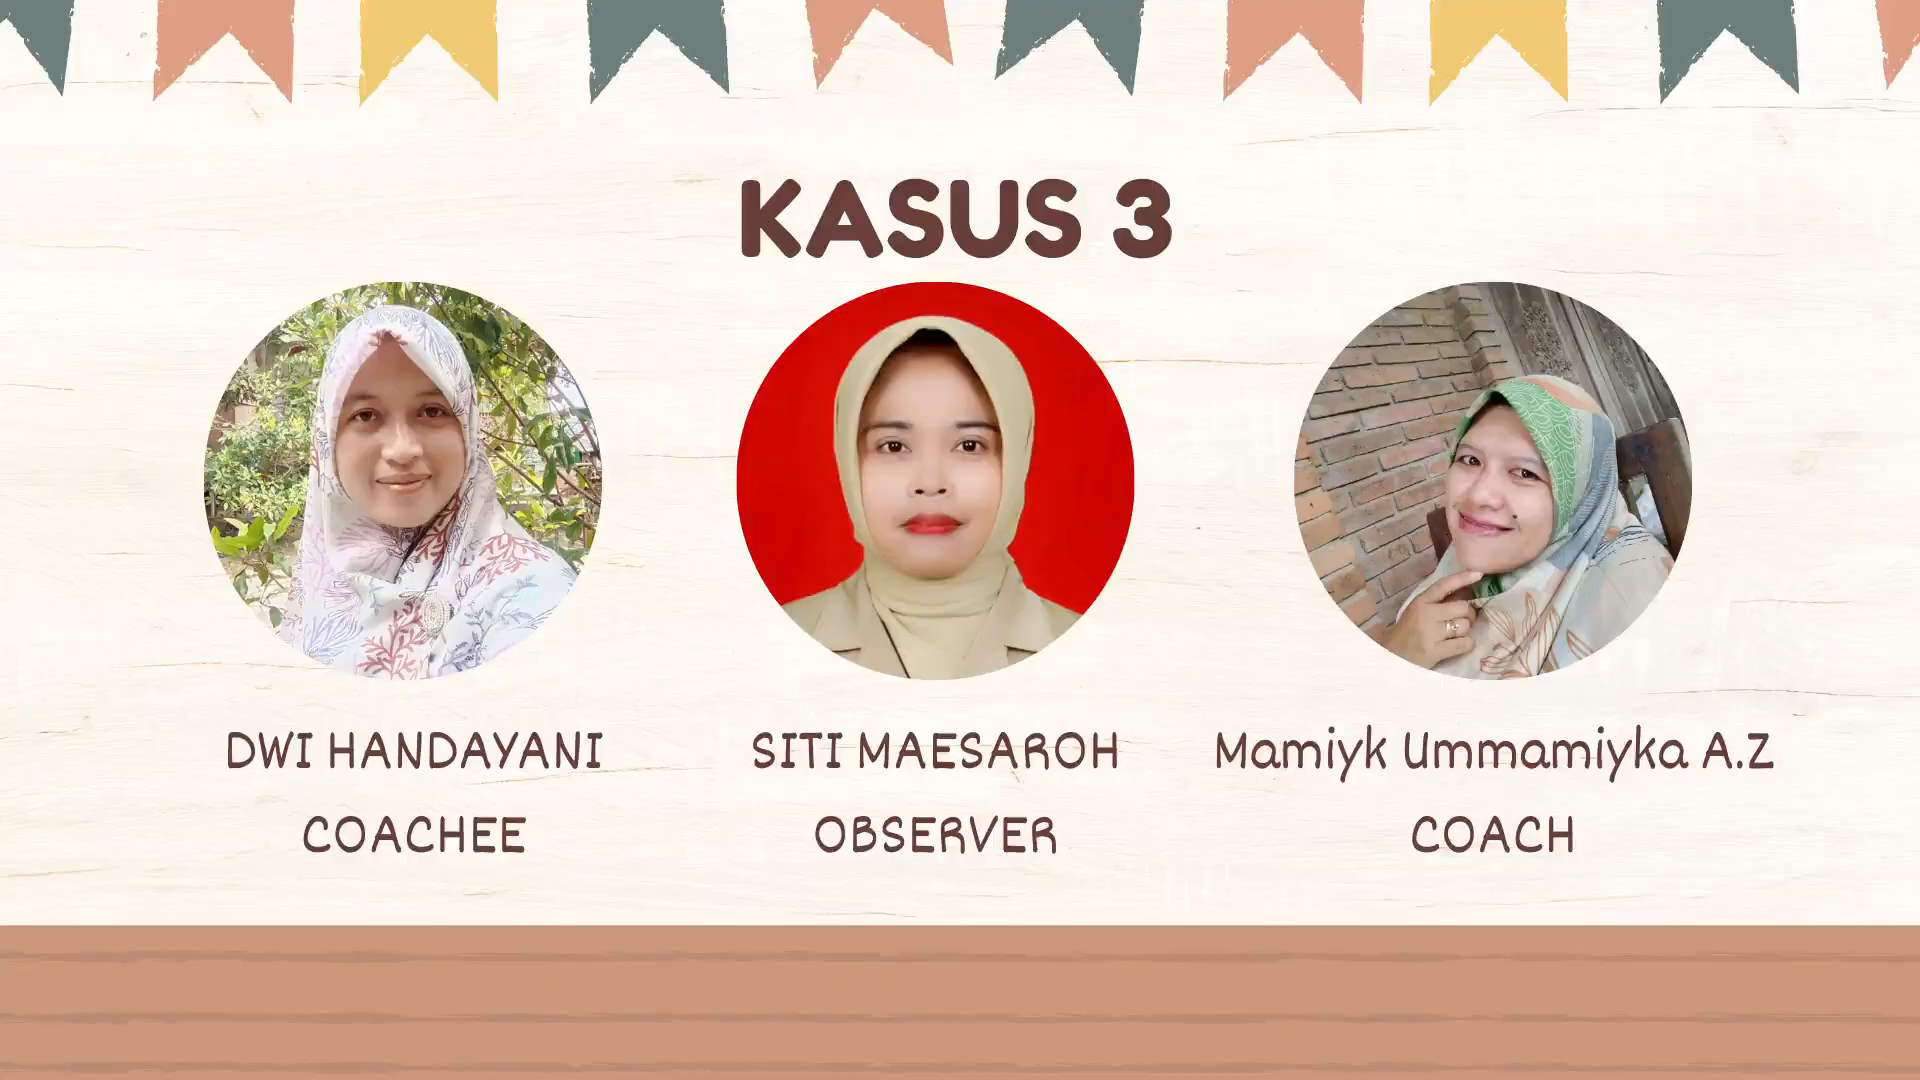 KASUS 3
DWI HANDAYANI
COACHEE
SITI MAESAROH
OBSERVER
Mamiyk Ummamiyka A.Z
COACH